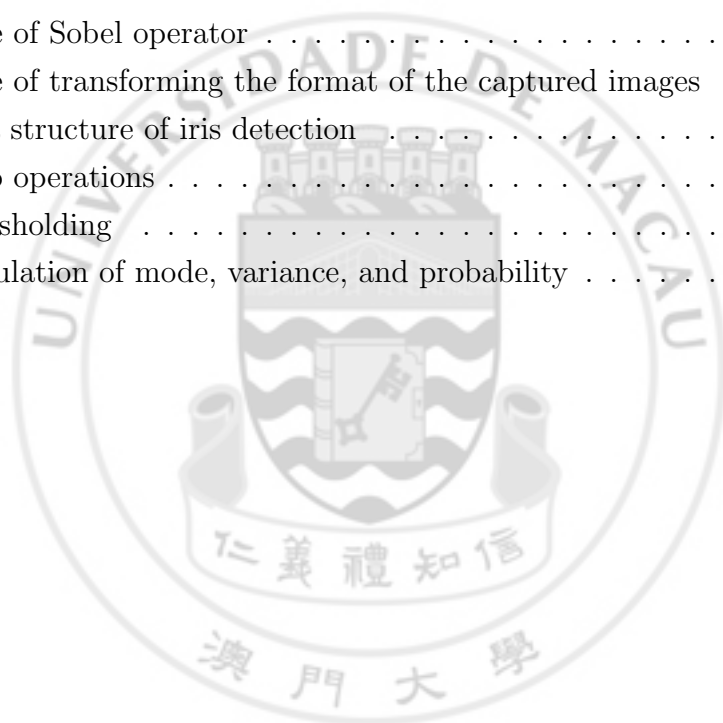 e of Sobel operator . . . . . . . . . . . . . . . . . . .
e of transforming the format of the captured images
structure of iris detection . . . . . . . . . . . . . .
operations . . . . . . . . . . . . . . . . . . . . . . .
sholding . . . . . . . . . . . . . . . . . . . . . . . .
ulation of mode, variance, and probability . . . . . .
UNIVERSIDADE DE MACAU
仁義禮知信
澳門大學